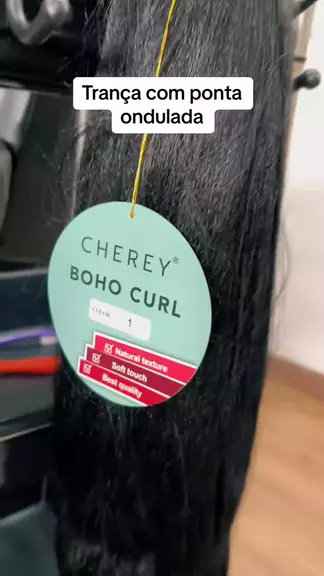 Trança com ponta
ondulada
CHEREY®
BOHO CURL
COLOR:
1
Natural texture
Soft touch
Best quality